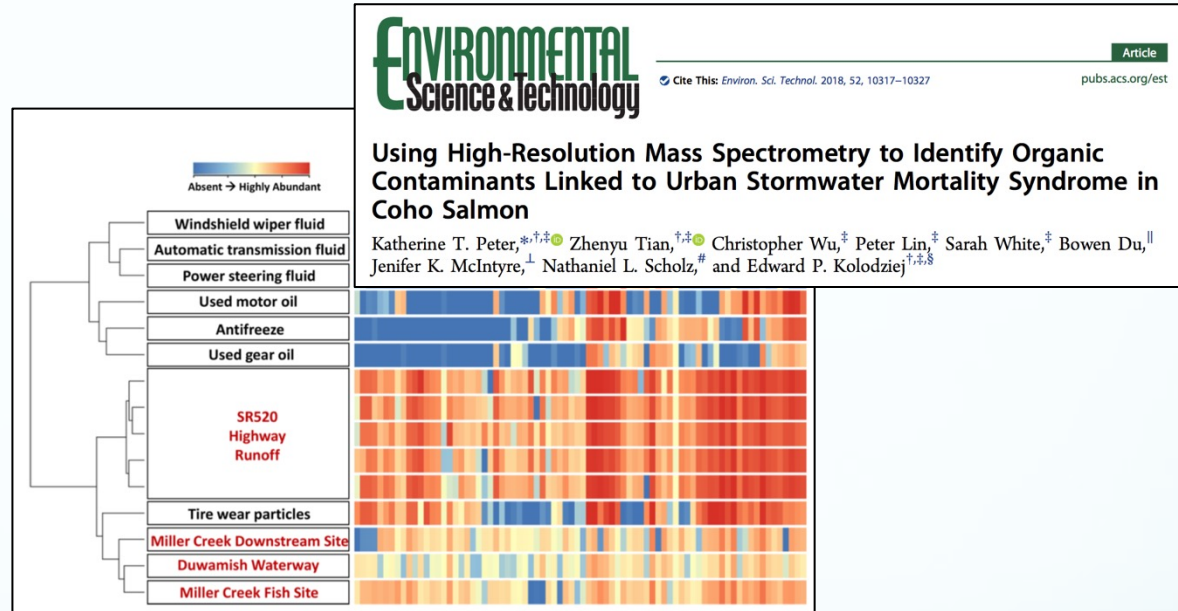 ENVIRONMENTAL
Science & Technology
Article
Cite This: Environ. Sci. Technol. 2018, 52, 10317−10327
pubs.acs.org/est
Using High-Resolution Mass Spectrometry to Identify Organic
Contaminants Linked to Urban Stormwater Mortality Syndrome in
Coho Salmon
Katherine T. Peter,*,†,‡ Zhenyu Tian,†,‡ Christopher Wu,‡ Peter Lin,‡ Sarah White,‡ Bowen Du,∥
Jenifer K. McIntyre,⊥ Nathaniel L. Scholz,# and Edward P. Kolodziej†,‡,§
Absent → Highly Abundant
Windshield wiper fluid
Automatic transmission fluid
Power steering fluid
Used motor oil
Antifreeze
Used gear oil
SR520
Highway
Runoff
Tire wear particles
Miller Creek Downstream Site
Duwamish Waterway
Miller Creek Fish Site